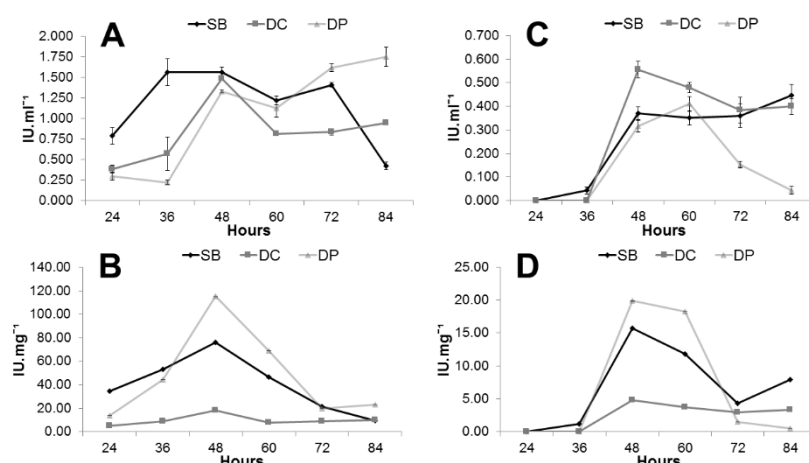 A
SB DC DP
IU.ml⁻¹
2.000
1.750
1.500
1.250
1.000
0.750
0.500
0.250
0.000
24 36 48 60 72 84
Hours
C
SB DC DP
IU.ml⁻¹
0.700
0.600
0.500
0.400
0.300
0.200
0.100
0.000
24 36 48 60 72 84
Hours
B
SB DC DP
IU.mg⁻¹
140.00
120.00
100.00
80.00
60.00
40.00
20.00
0.00
24 36 48 60 72 84
Hours
D
SB DC DP
IU.mg⁻¹
25.00
20.00
15.00
10.00
5.00
0.00
24 36 48 60 72 84
Hours